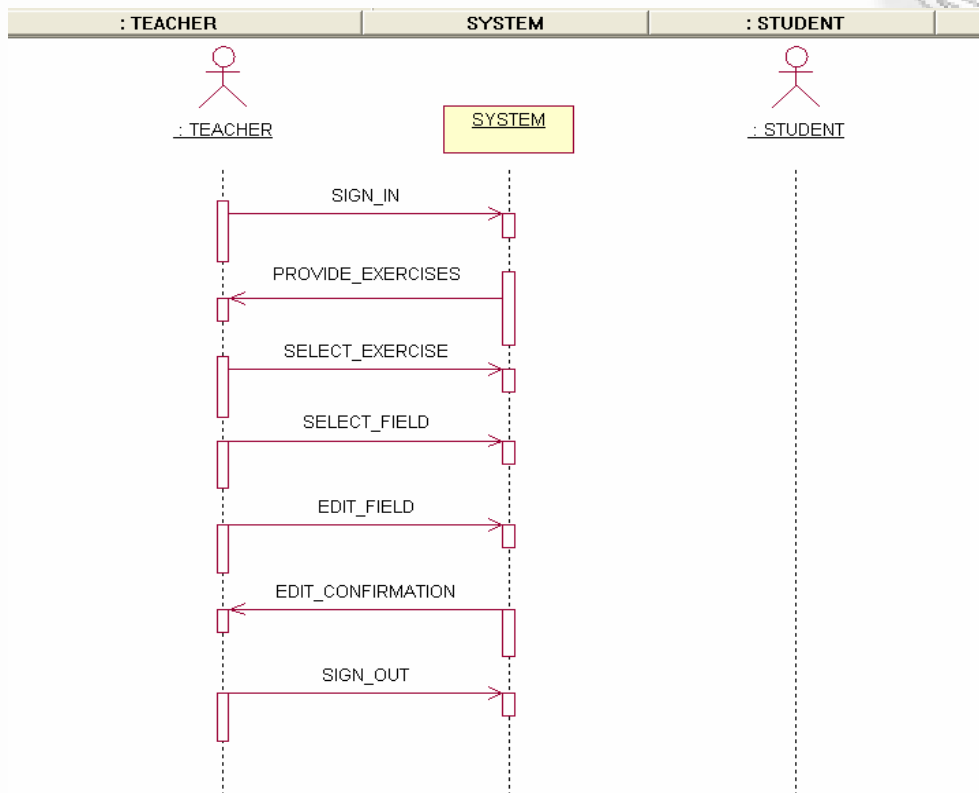 : TEACHER SYSTEM : STUDENT
: TEACHER
SYSTEM
: STUDENT
SIGN_IN
PROVIDE_EXERCISES
SELECT_EXERCISE
SELECT_FIELD
EDIT_FIELD
EDIT_CONFIRMATION
SIGN_OUT